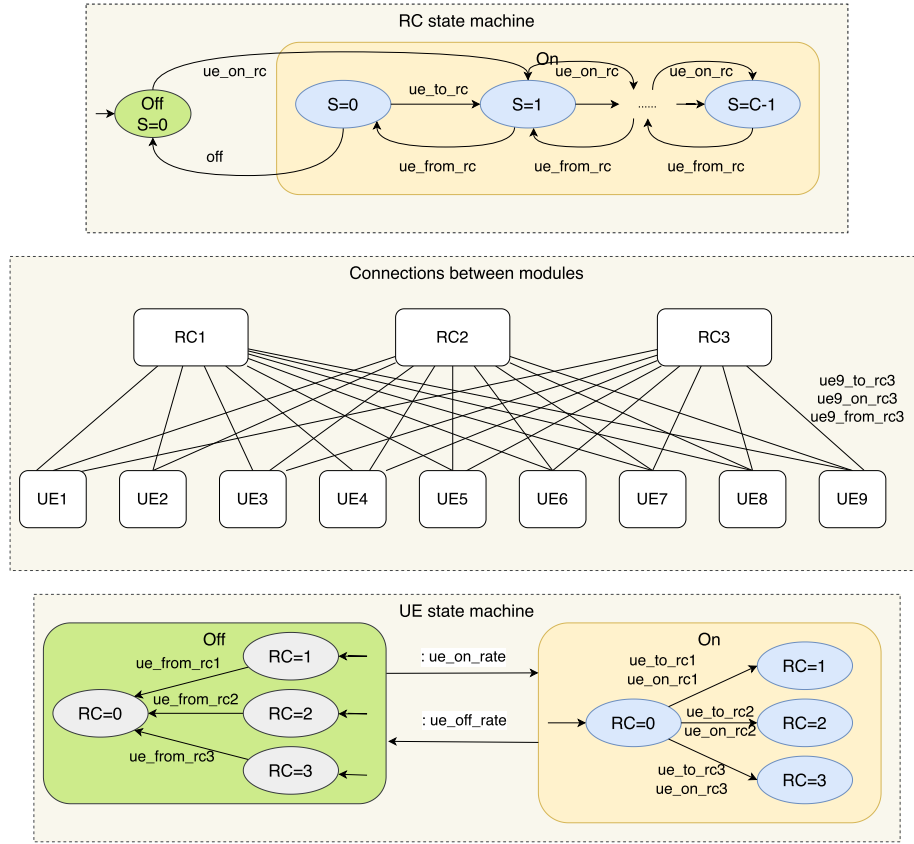 RC state machine
On
ue_on_rc
ue_on_rc
ue_on_rc
ue_to_rc
Off
S=0
S=0
S=1
......
S=C-1
off
ue_from_rc
ue_from_rc
ue_from_rc
Connections between modules
RC1
RC2
RC3
ue9_to_rc3
ue9_on_rc3
ue9_from_rc3
UE1
UE2
UE3
UE4
UE5
UE6
UE7
UE8
UE9
UE state machine
Off
RC=1
ue_from_rc1
ue_from_rc2
RC=0
RC=2
ue_from_rc3
RC=3
: ue_on_rate
: ue_off_rate
On
ue_to_rc1
ue_on_rc1
RC=1
RC=0
ue_to_rc2
ue_on_rc2
RC=2
ue_to_rc3
ue_on_rc3
RC=3